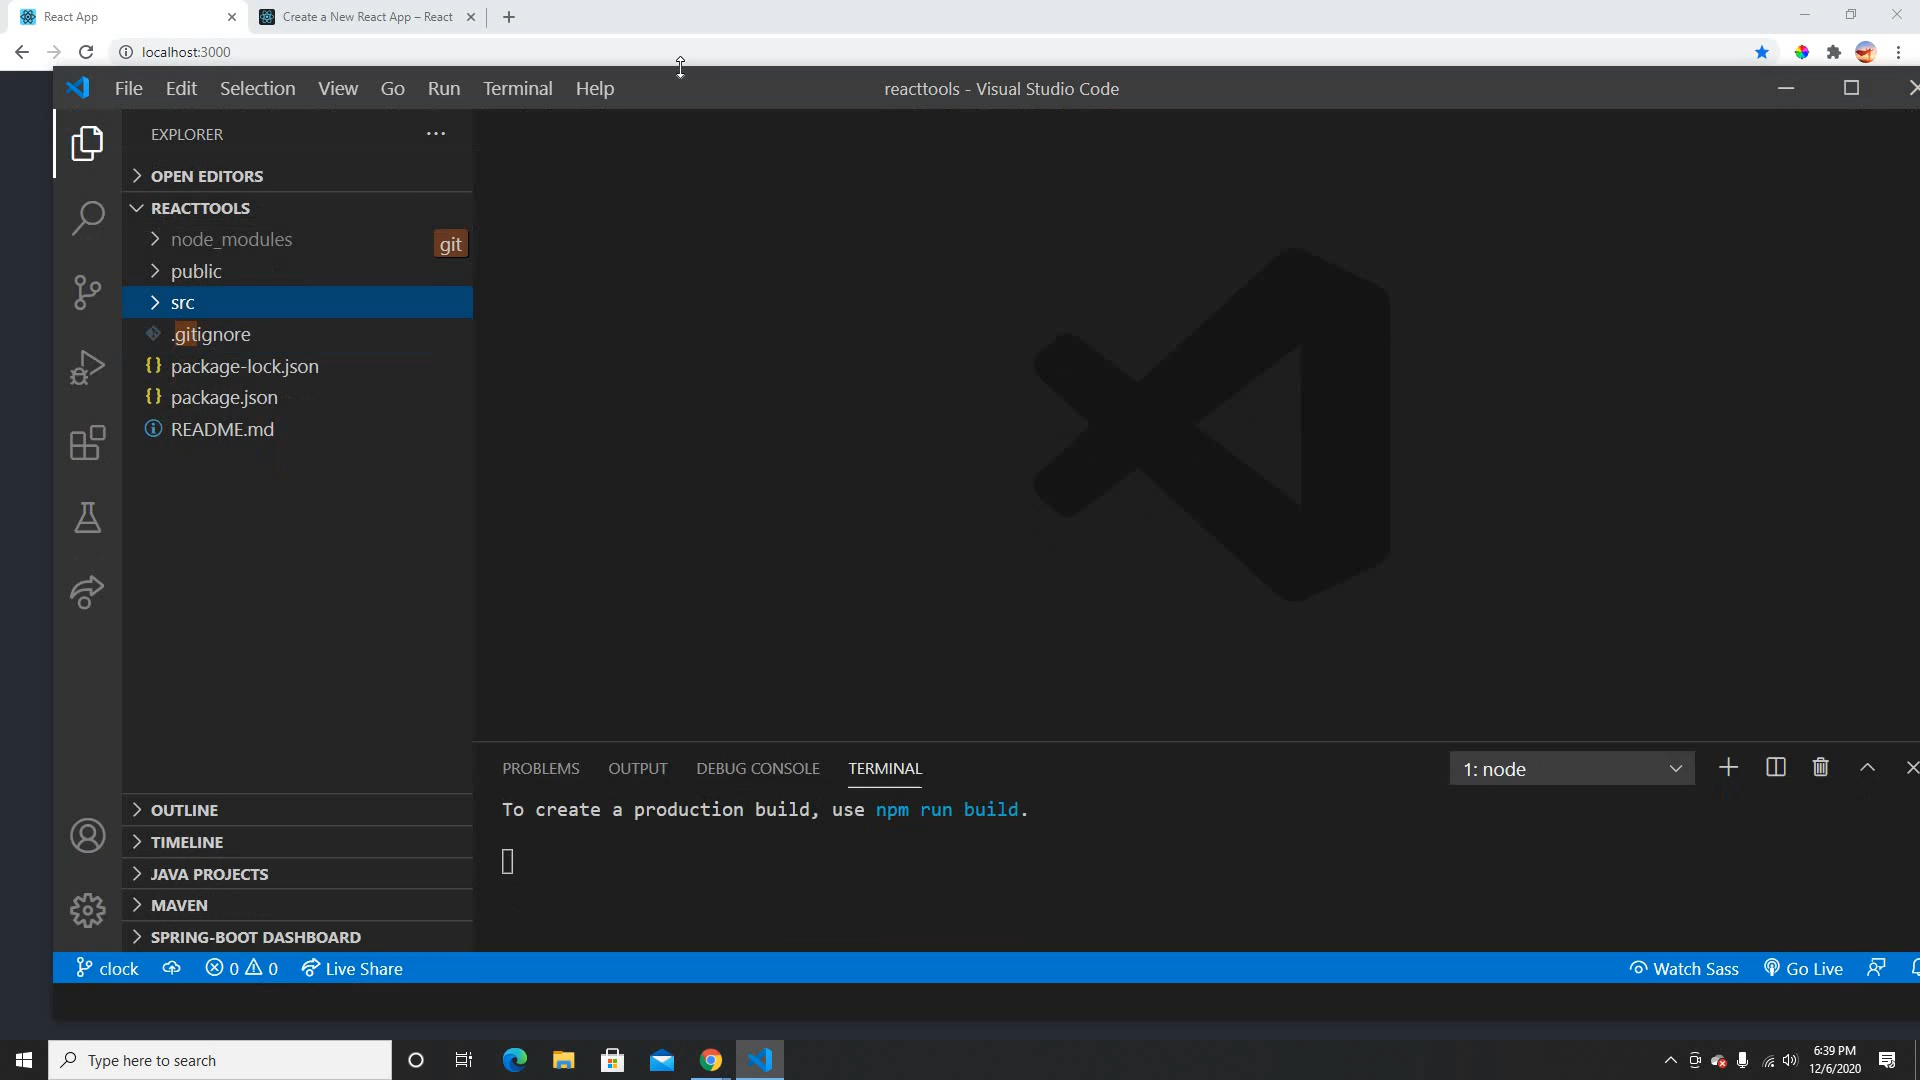 React App
Create a New React App – React
localhost:3000
File Edit Selection View Go Run Terminal Help
reacttools - Visual Studio Code
EXPLORER
OPEN EDITORS
REACTTOOLS
node_modules
git
public
src
.gitignore
package-lock.json
package.json
README.md
OUTLINE
TIMELINE
JAVA PROJECTS
MAVEN
SPRING-BOOT DASHBOARD
PROBLEMS OUTPUT DEBUG CONSOLE TERMINAL
1: node
To create a production build, use npm run build.
clock 0 0 Live Share
Watch Sass Go Live
Type here to search
6:39 PM
12/6/2020